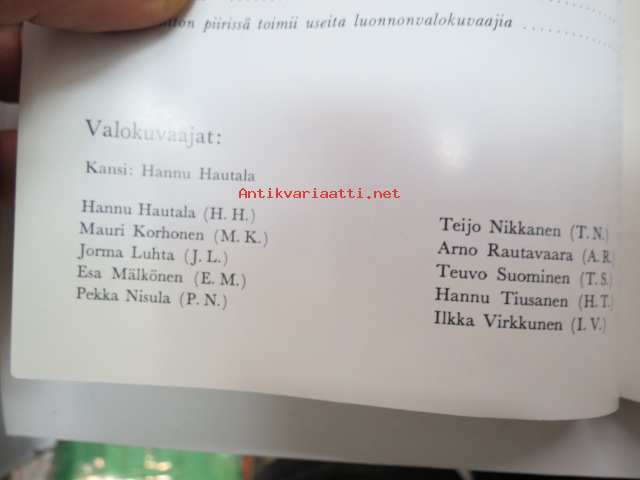 piirissä toimii useita luonnonvalokuvaajia
Valokuvaajat:
Kansi: Hannu Hautala
Antikvariaatti.net
Hannu Hautala (H. H.)
Mauri Korhonen (M. K.)
Jorma Luhta (J. L.)
Esa Mälkönen (E. M.)
Pekka Nisula (P. N.)
Teijo Nikkanen (T. N.)
Arno Rautavaara (A. R.
Teuvo Suominen (T. S.)
Hannu Tiusanen (H. T.)
Ilkka Virkkunen (I. V.)